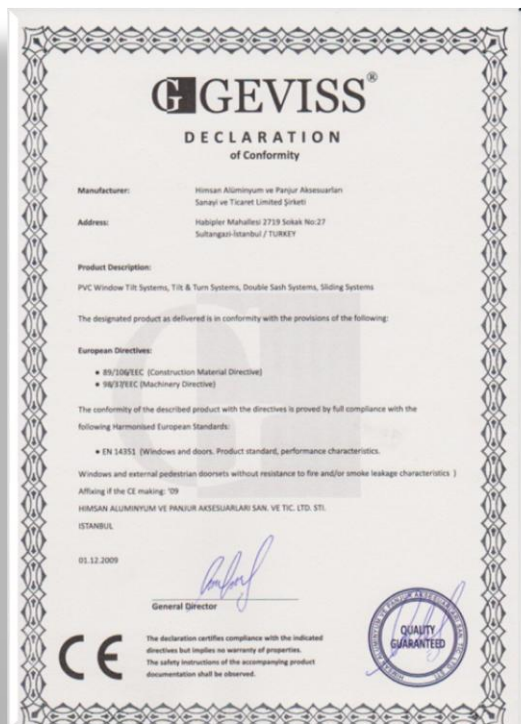 GEVISS®
DECLARATION
of Conformity
Manufacturer: Himsan Alüminyum ve Panjur Aksesuarları
Sanayi ve Ticaret Limited Şirketi
Address: Habipler Mahallesi 2719 Sokak No:27
Sultangazi-İstanbul / TURKEY
Product Description:
PVC Window Tilt Systems, Tilt & Turn Systems, Double Sash Systems, Sliding Systems
The designated product as delivered is in conformity with the provisions of the following:
European Directives:
• 89/106/EEC (Construction Material Directive)
• 98/37/EEC (Machinery Directive)
The conformity of the described product with the directives is proved by full compliance with the
following Harmonised European Standards:
• EN 14351 (Windows and doors. Product standard, performance characteristics.
Windows and external pedestrian doorsets without resistance to fire and/or smoke leakage characteristics )
Affixing if the CE making: '09
HIMSAN ALUMINYUM VE PANJUR AKSESUARLARI SAN. VE TIC. LTD. STI.
ISTANBUL
01.12.2009
General Director
CE
The declaration certifies compliance with the indicated
directives but implies no warranty of properties.
The safety instructions of the accompanying product
documentation shall be observed.
QUALITY
GUARANTEED